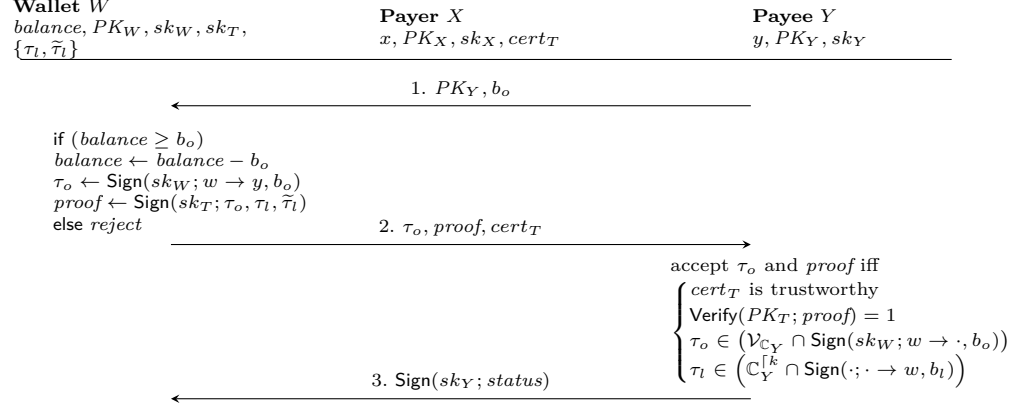 Wallet W
balance, PK_W, sk_W, sk_T,
{τ_l, τ̃_l}
Payer X
x, PK_X, sk_X, cert_T
Payee Y
y, PK_Y, sk_Y
1. PK_Y, b_o
if (balance ≥ b_o)
balance ← balance − b_o
τ_o ← Sign(sk_W; w → y, b_o)
proof ← Sign(sk_T; τ_o, τ_l, τ̃_l)
else reject
2. τ_o, proof, cert_T
accept τ_o and proof iff
cert_T is trustworthy
Verify(PK_T; proof) = 1
τ_o ∈ (𝒱_{ℂ_Y} ∩ Sign(sk_W; w → ·, b_o))
τ_l ∈ (ℂ_Y^{⌈k} ∩ Sign(·; · → w, b_l))
3. Sign(sk_Y; status)